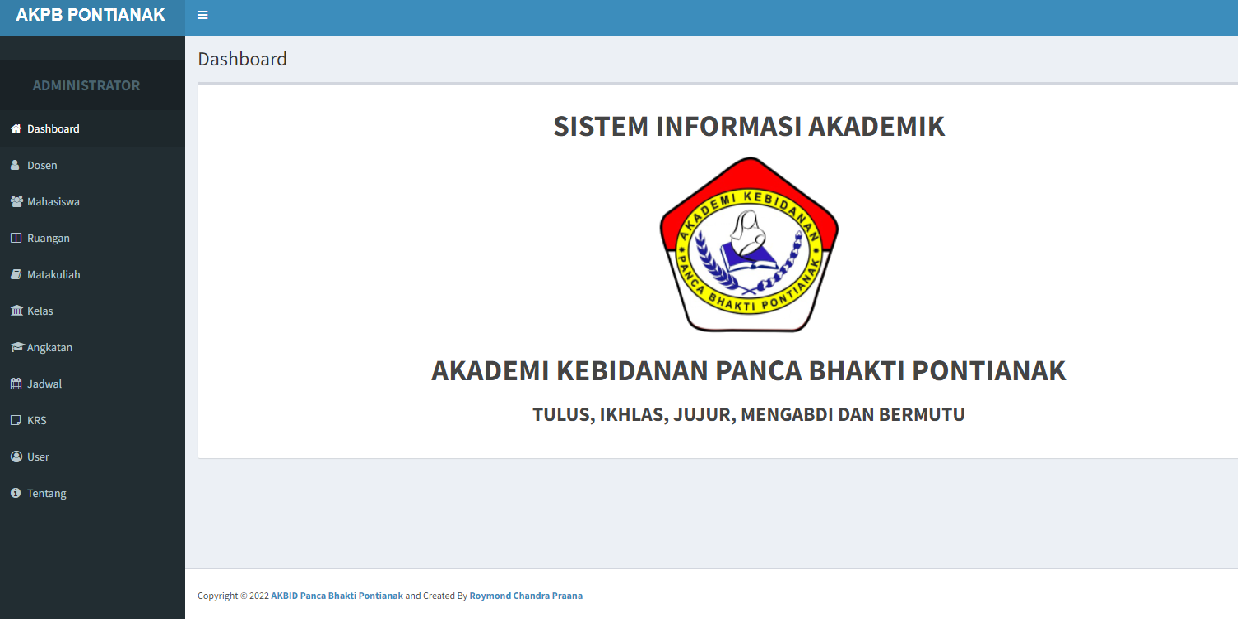 AKPB PONTIANAK
ADMINISTRATOR
Dashboard
Dosen
Mahasiswa
Ruangan
Matakuliah
Kelas
Angkatan
Jadwal
KRS
User
Tentang
Dashboard
SISTEM INFORMASI AKADEMIK
AKADEMI KEBIDANAN
PANCA BHAKTI PONTIANAK
AKADEMI KEBIDANAN PANCA BHAKTI PONTIANAK
TULUS, IKHLAS, JUJUR, MENGABDI DAN BERMUTU
Copyright © 2022 AKBID Panca Bhakti Pontianak and Created By Roymond Chandra Praana